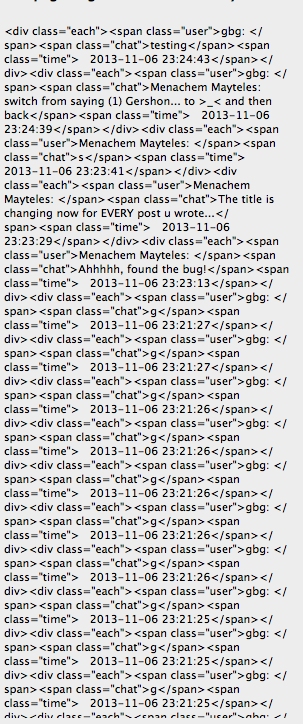 <div class="each"><span class="user">gbg: </
span><span class="chat">testing</span><span
class="time">   2013-11-06 23:24:43</span></
div><div class="each"><span class="user">gbg: </
span><span class="chat">Menachem Mayteles:
switch from saying (1) Gershon... to >_< and then
back</span><span class="time">   2013-11-06
23:24:39</span></div><div class="each"><span
class="user">Menachem Mayteles: </span><span
class="chat">s</span><span class="time">
2013-11-06 23:23:41</span></div><div
class="each"><span class="user">Menachem
Mayteles: </span><span class="chat">The title is
changing now for EVERY post u wrote...</
span><span class="time">   2013-11-06
23:23:29</span></div><div class="each"><span
class="user">Menachem Mayteles: </span><span
class="chat">Ahhhhh, found the bug!</span><span
class="time">   2013-11-06 23:23:13</span></
div><div class="each"><span class="user">gbg: </
span><span class="chat">g</span><span
class="time">   2013-11-06 23:21:27</span></
div><div class="each"><span class="user">gbg: </
span><span class="chat">g</span><span
class="time">   2013-11-06 23:21:27</span></
div><div class="each"><span class="user">gbg: </
span><span class="chat">g</span><span
class="time">   2013-11-06 23:21:26</span></
div><div class="each"><span class="user">gbg: </
span><span class="chat">g</span><span
class="time">   2013-11-06 23:21:26</span></
div><div class="each"><span class="user">gbg: </
span><span class="chat">g</span><span
class="time">   2013-11-06 23:21:26</span></
div><div class="each"><span class="user">gbg: </
span><span class="chat">g</span><span
class="time">   2013-11-06 23:21:26</span></
div><div class="each"><span class="user">gbg: </
span><span class="chat">g</span><span
class="time">   2013-11-06 23:21:26</span></
div><div class="each"><span class="user">gbg: </
span><span class="chat">g</span><span
class="time">   2013-11-06 23:21:25</span></
div><div class="each"><span class="user">gbg: </
span><span class="chat">g</span><span
class="time">   2013-11-06 23:21:25</span></
div><div class="each"><span class="user">gbg: </
span><span class="chat">g</span><span
class="time">   2013-11-06 23:21:25</span></
div><div class="each"><span class="user">gbg: </